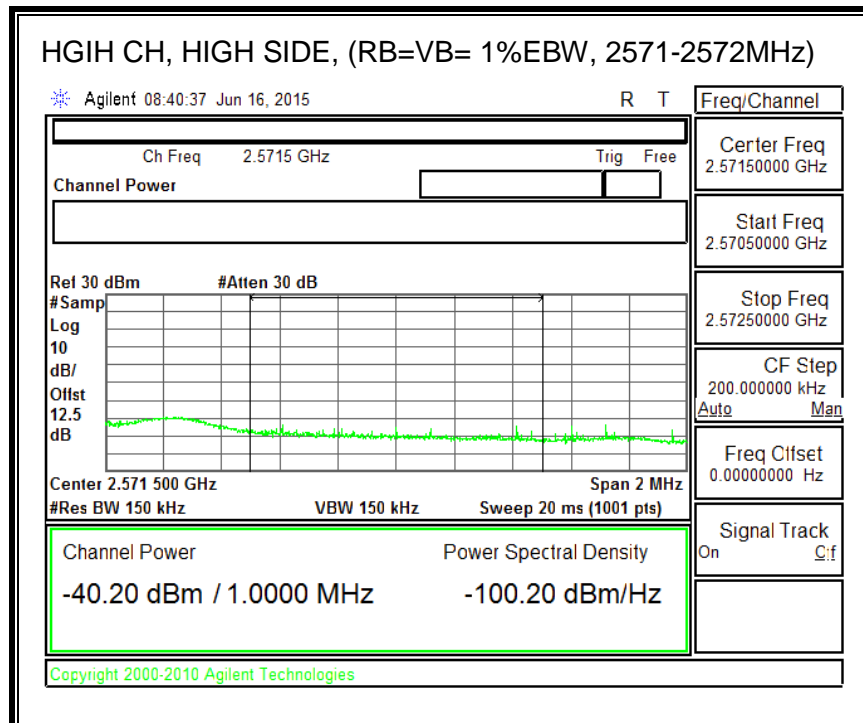 HGIH CH, HIGH SIDE, (RB=VB= 1%EBW, 2571-2572MHz)
Agilent 08:40:37 Jun 16, 2015 R T
Freq/Channel
Ch Freq 2.5715 GHz Trig Free
Channel Power
Center Freq
2.57150000 GHz
Start Freq
2.57050000 GHz
Stop Freq
2.57250000 GHz
CF Step
200.000000 kHz
Auto Man
Freq Offset
0.00000000 Hz
Signal Track
On Off
Ref 30 dBm #Atten 30 dB
#Samp
Log
10
dB/
Offst
12.5
dB
Center 2.571 500 GHz Span 2 MHz
#Res BW 150 kHz VBW 150 kHz Sweep 20 ms (1001 pts)
Channel Power Power Spectral Density
-40.20 dBm / 1.0000 MHz -100.20 dBm/Hz
Copyright 2000-2010 Agilent Technologies